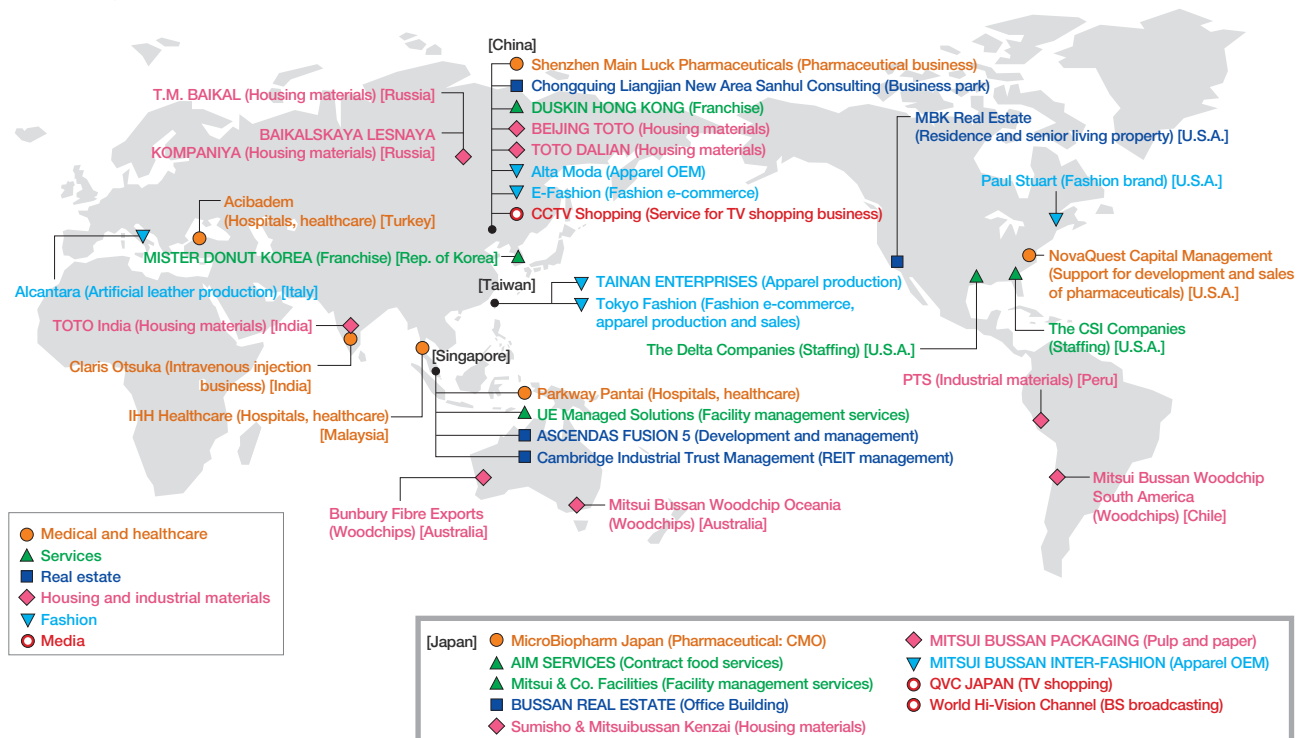 [China]
Shenzhen Main Luck Pharmaceuticals (Pharmaceutical business)
Chongquing Liangjian New Area Sanhul Consulting (Business park)
DUSKIN HONG KONG (Franchise)
BEIJING TOTO (Housing materials)
TOTO DALIAN (Housing materials)
Alta Moda (Apparel OEM)
E-Fashion (Fashion e-commerce)
CCTV Shopping (Service for TV shopping business)
T.M. BAIKAL (Housing materials) [Russia]
BAIKALSKAYA LESNAYA
KOMPANIYA (Housing materials) [Russia]
Acibadem
(Hospitals, healthcare) [Turkey]
MISTER DONUT KOREA (Franchise) [Rep. of Korea]
Alcantara (Artificial leather production) [Italy]
[Taiwan]
TAINAN ENTERPRISES (Apparel production)
Tokyo Fashion (Fashion e-commerce,
apparel production and sales)
TOTO India (Housing materials) [India]
Claris Otsuka (Intravenous injection
business) [India]
IHH Healthcare (Hospitals, healthcare)
[Malaysia]
[Singapore]
Parkway Pantai (Hospitals, healthcare)
UE Managed Solutions (Facility management services)
ASCENDAS FUSION 5 (Development and management)
Cambridge Industrial Trust Management (REIT management)
Bunbury Fibre Exports
(Woodchips) [Australia]
Mitsui Bussan Woodchip Oceania
(Woodchips) [Australia]
MBK Real Estate
(Residence and senior living property) [U.S.A.]
Paul Stuart (Fashion brand) [U.S.A.]
NovaQuest Capital Management
(Support for development and sales
of pharmaceuticals) [U.S.A.]
The CSI Companies
(Staffing) [U.S.A.]
The Delta Companies (Staffing) [U.S.A.]
PTS (Industrial materials) [Peru]
Mitsui Bussan Woodchip
South America
(Woodchips) [Chile]
Medical and healthcare
Services
Real estate
Housing and industrial materials
Fashion
Media
[Japan]
MicroBiopharm Japan (Pharmaceutical: CMO)
AIM SERVICES (Contract food services)
Mitsui & Co. Facilities (Facility management services)
BUSSAN REAL ESTATE (Office Building)
Sumisho & Mitsuibussan Kenzai (Housing materials)
MITSUI BUSSAN PACKAGING (Pulp and paper)
MITSUI BUSSAN INTER-FASHION (Apparel OEM)
QVC JAPAN (TV shopping)
World Hi-Vision Channel (BS broadcasting)